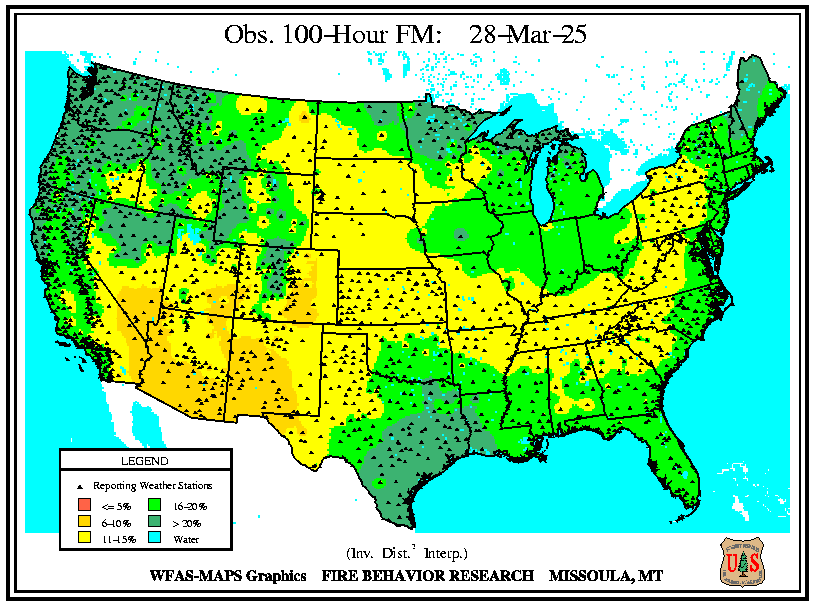 Obs. 100-Hour FM: 28-Mar-25
LEGEND
Reporting Weather Stations
<= 5% 16-20%
6-10% > 20%
11-15% Water
(Inv. Dist.² Interp.)
WFAS-MAPS Graphics FIRE BEHAVIOR RESEARCH MISSOULA, MT
US